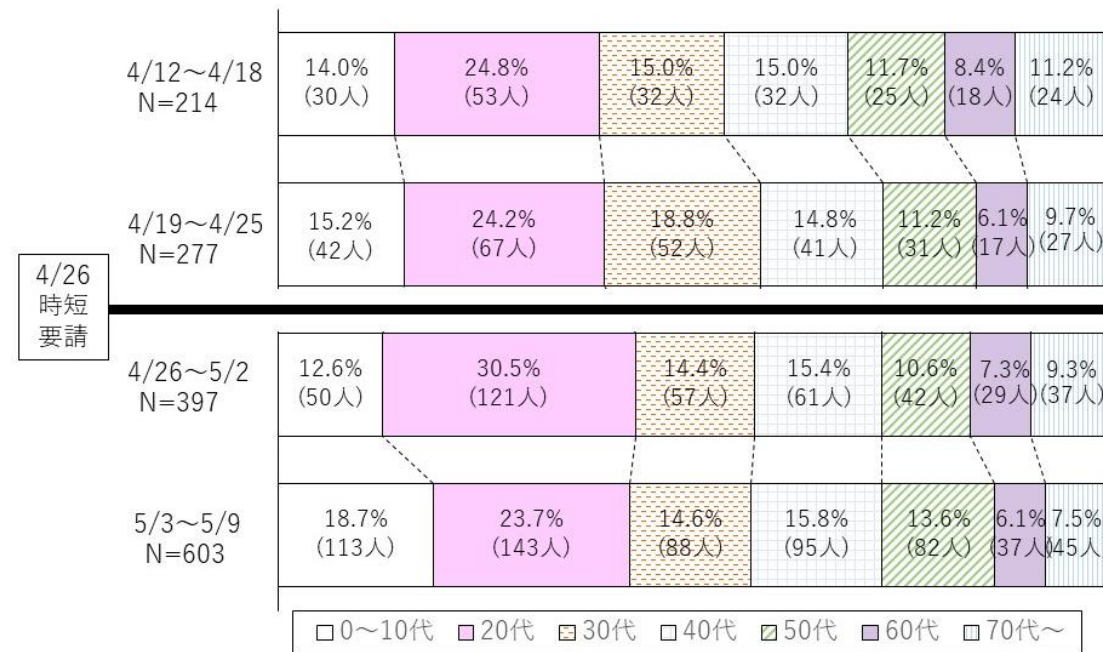 4/12～4/18
N=214
14.0% 24.8% 15.0% 15.0% 11.7% 8.4% 11.2%
(30人) (53人) (32人) (32人) (25人) (18人) (24人)
4/19～4/25
N=277
15.2% 24.2% 18.8% 14.8% 11.2% 6.1% 9.7%
(42人) (67人) (52人) (41人) (31人) (17人) (27人)
4/26
時短
要請
4/26～5/2
N=397
12.6% 30.5% 14.4% 15.4% 10.6% 7.3% 9.3%
(50人) (121人) (57人) (61人) (42人) (29人) (37人)
5/3～5/9
N=603
18.7% 23.7% 14.6% 15.8% 13.6% 6.1% 7.5%
(113人) (143人) (88人) (95人) (82人) (37人) (45人
0～10代 20代 30代 40代 50代 60代 70代～